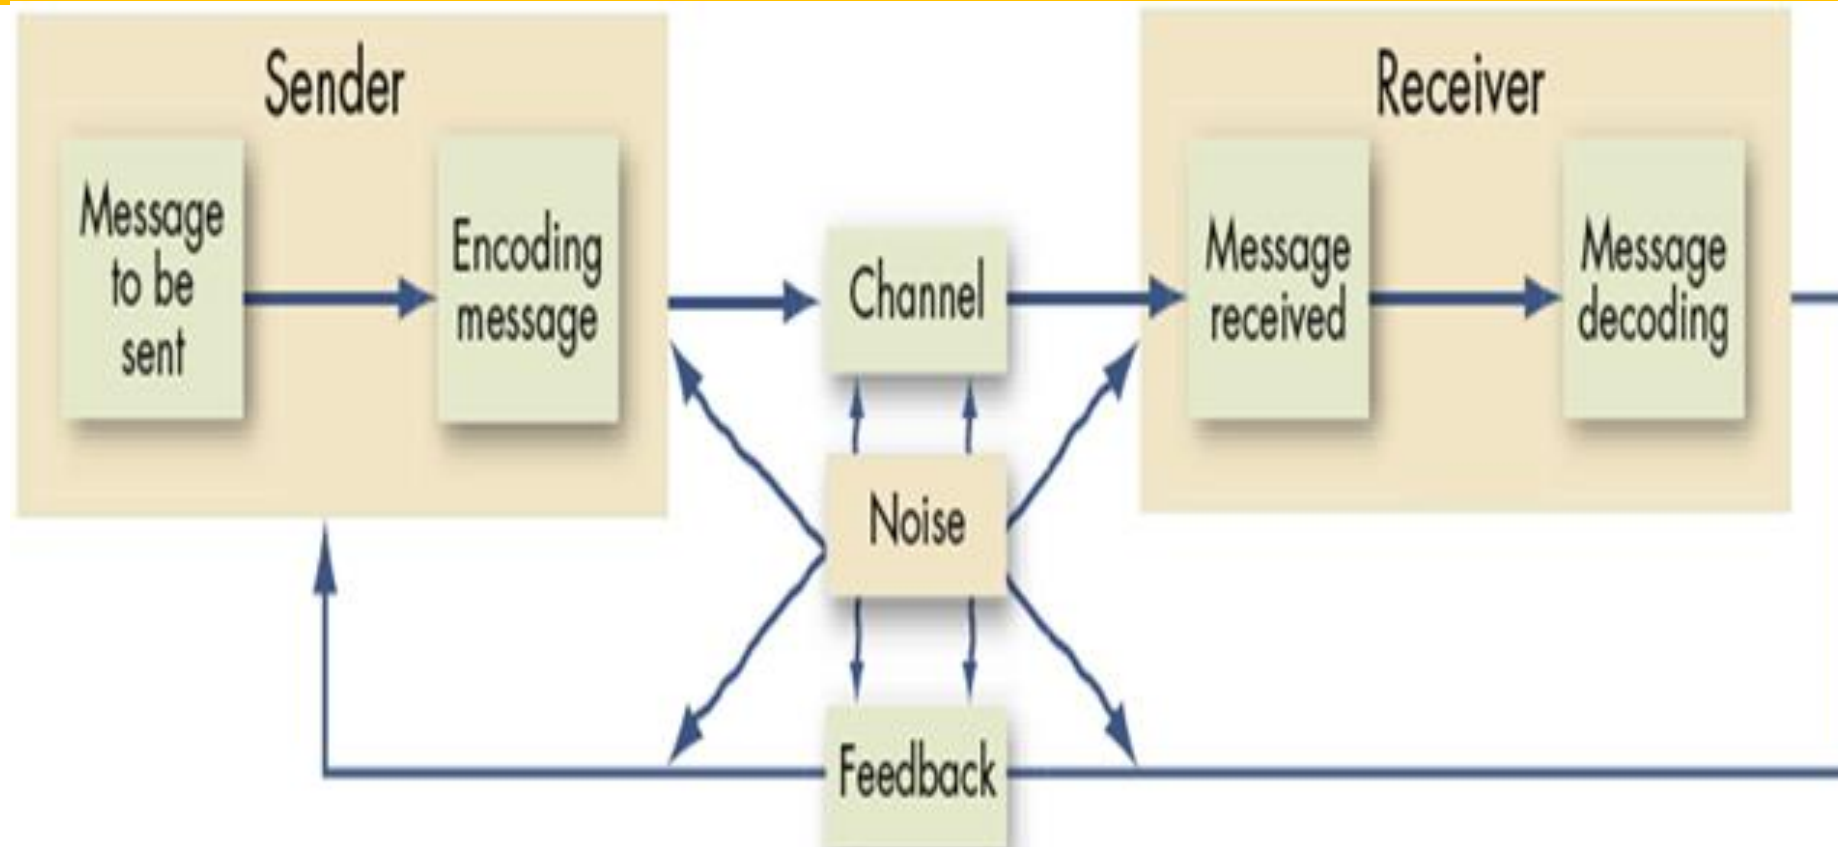 Sender
Message
to be
sent
Encoding
message
Channel
Receiver
Message
received
Message
decoding
Noise
Feedback